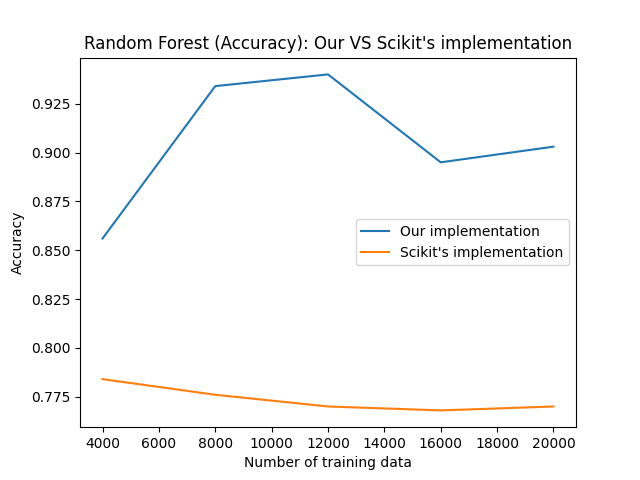 Random Forest (Accuracy): Our VS Scikit's implementation
0.925
0.900
0.875
0.850
0.825
0.800
0.775
Accuracy
Our implementation
Scikit's implementation
4000 6000 8000 10000 12000 14000 16000 18000 20000
Number of training data